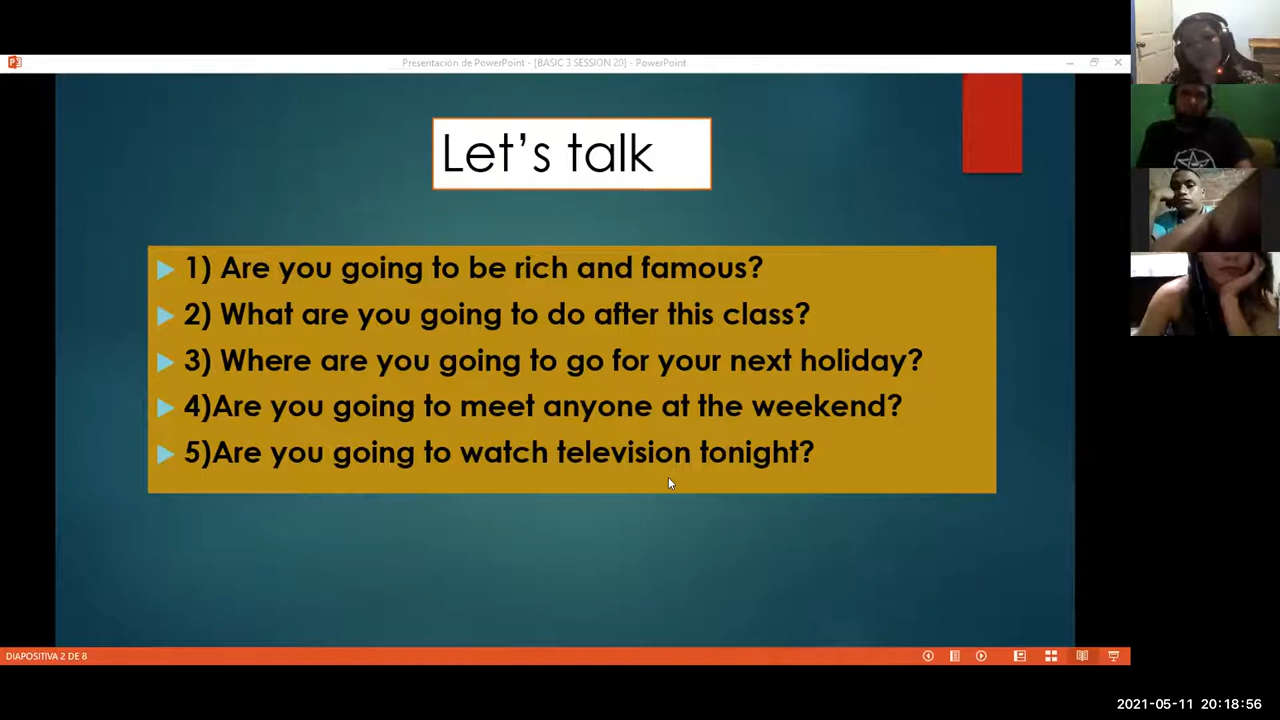 Presentación de PowerPoint - [BASIC 3 SESSION 20] - PowerPoint
Let's talk
1) Are you going to be rich and famous?
2) What are you going to do after this class?
3) Where are you going to go for your next holiday?
4)Are you going to meet anyone at the weekend?
5)Are you going to watch television tonight?
DIAPOSITIVA 2 DE 8
2021-05-11 20:18:56